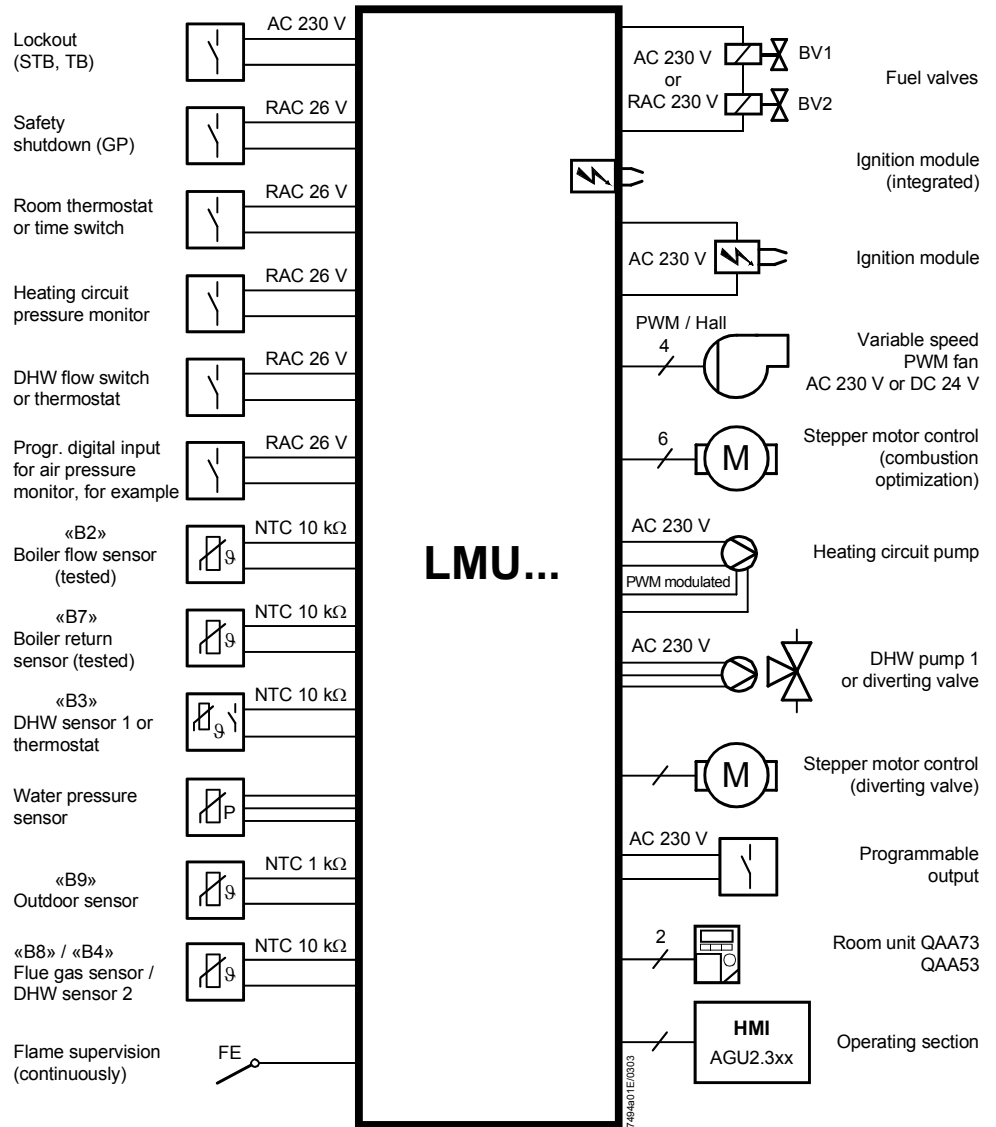 Lockout
(STB, TB)
AC 230 V
Safety
shutdown (GP)
RAC 26 V
Room thermostat
or time switch
RAC 26 V
Heating circuit
pressure monitor
RAC 26 V
DHW flow switch
or thermostat
RAC 26 V
Progr. digital input
for air pressure
monitor, for example
RAC 26 V
«B2»
Boiler flow sensor
(tested)
NTC 10 kΩ
ϑ
«B7»
Boiler return
sensor (tested)
NTC 10 kΩ
ϑ
«B3»
DHW sensor 1 or
thermostat
NTC 10 kΩ
ϑ
Water pressure
sensor
P
«B9»
Outdoor sensor
NTC 1 kΩ
ϑ
«B8» / «B4»
Flue gas sensor /
DHW sensor 2
NTC 10 kΩ
ϑ
Flame supervision
(continuously)
FE
LMU...
AC 230 V
or
RAC 230 V
BV1
BV2
Fuel valves
Ignition module
(integrated)
AC 230 V
Ignition module
PWM / Hall
4
Variable speed
PWM fan
AC 230 V or DC 24 V
6
M
Stepper motor control
(combustion
optimization)
AC 230 V
PWM modulated
Heating circuit pump
AC 230 V
DHW pump 1
or diverting valve
M
Stepper motor control
(diverting valve)
AC 230 V
Programmable
output
2
Room unit QAA73
QAA53
HMI
AGU2.3xx
Operating section
7494a01E/0303